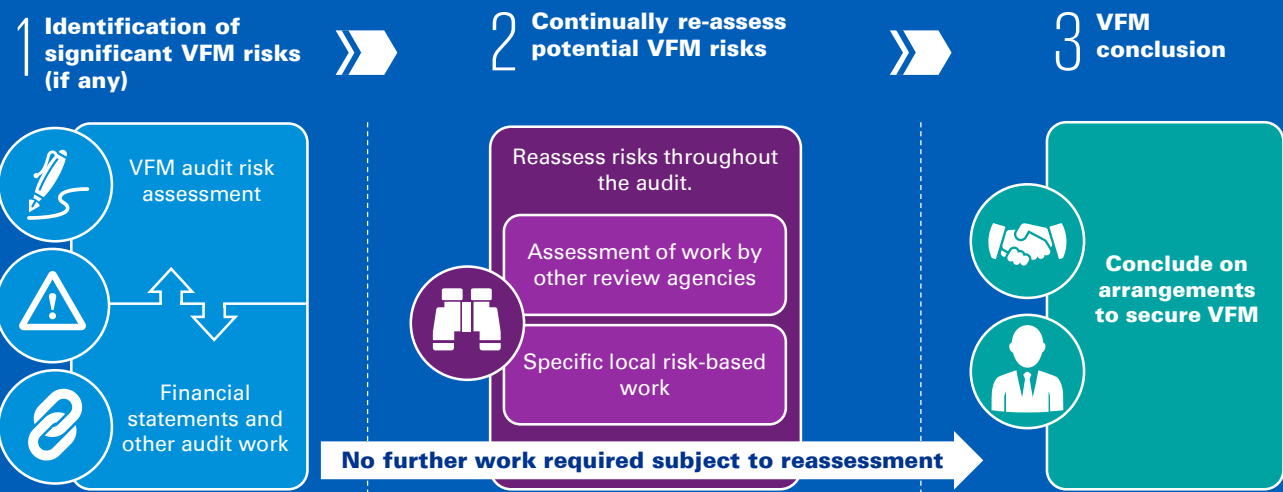 1
Identification of
significant VFM risks
(if any)
2
Continually re-assess
potential VFM risks
3
VFM
conclusion
VFM audit risk
assessment
Financial
statements and
other audit work
Reassess risks throughout
the audit.
Assessment of work by
other review agencies
Specific local risk-based
work
No further work required subject to reassessment
Conclude on
arrangements
to secure VFM